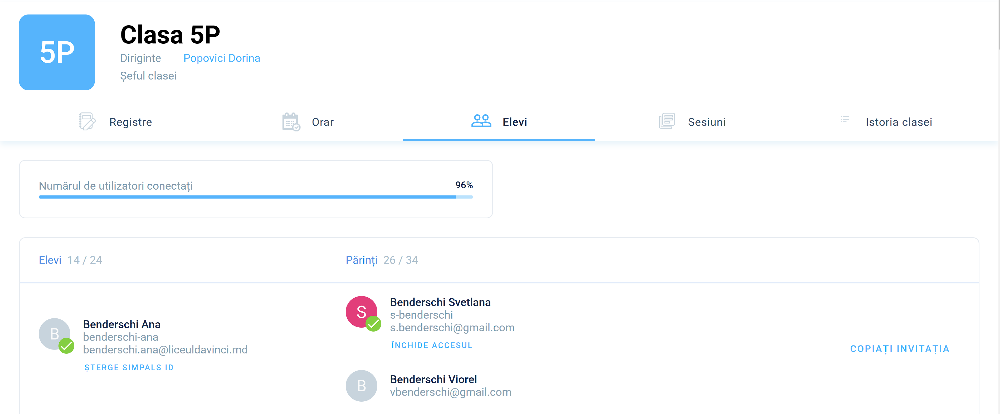 5P
Clasa 5P
Diriginte Popovici Dorina
Șeful clasei
Registre Orar Elevi Sesiuni Istoria clasei
Numărul de utilizatori conectați 96%
Elevi 14 / 24 Părinți 26 / 34
B
Benderschi Ana
benderschi-ana
benderschi.ana@liceuldavinci.md
ȘTERGE SIMPALS ID
S
Benderschi Svetlana
s-benderschi
s.benderschi@gmail.com
ÎNCHIDE ACCESUL
B
Benderschi Viorel
vbenderschi@gmail.com
COPIAȚI INVITAȚIA